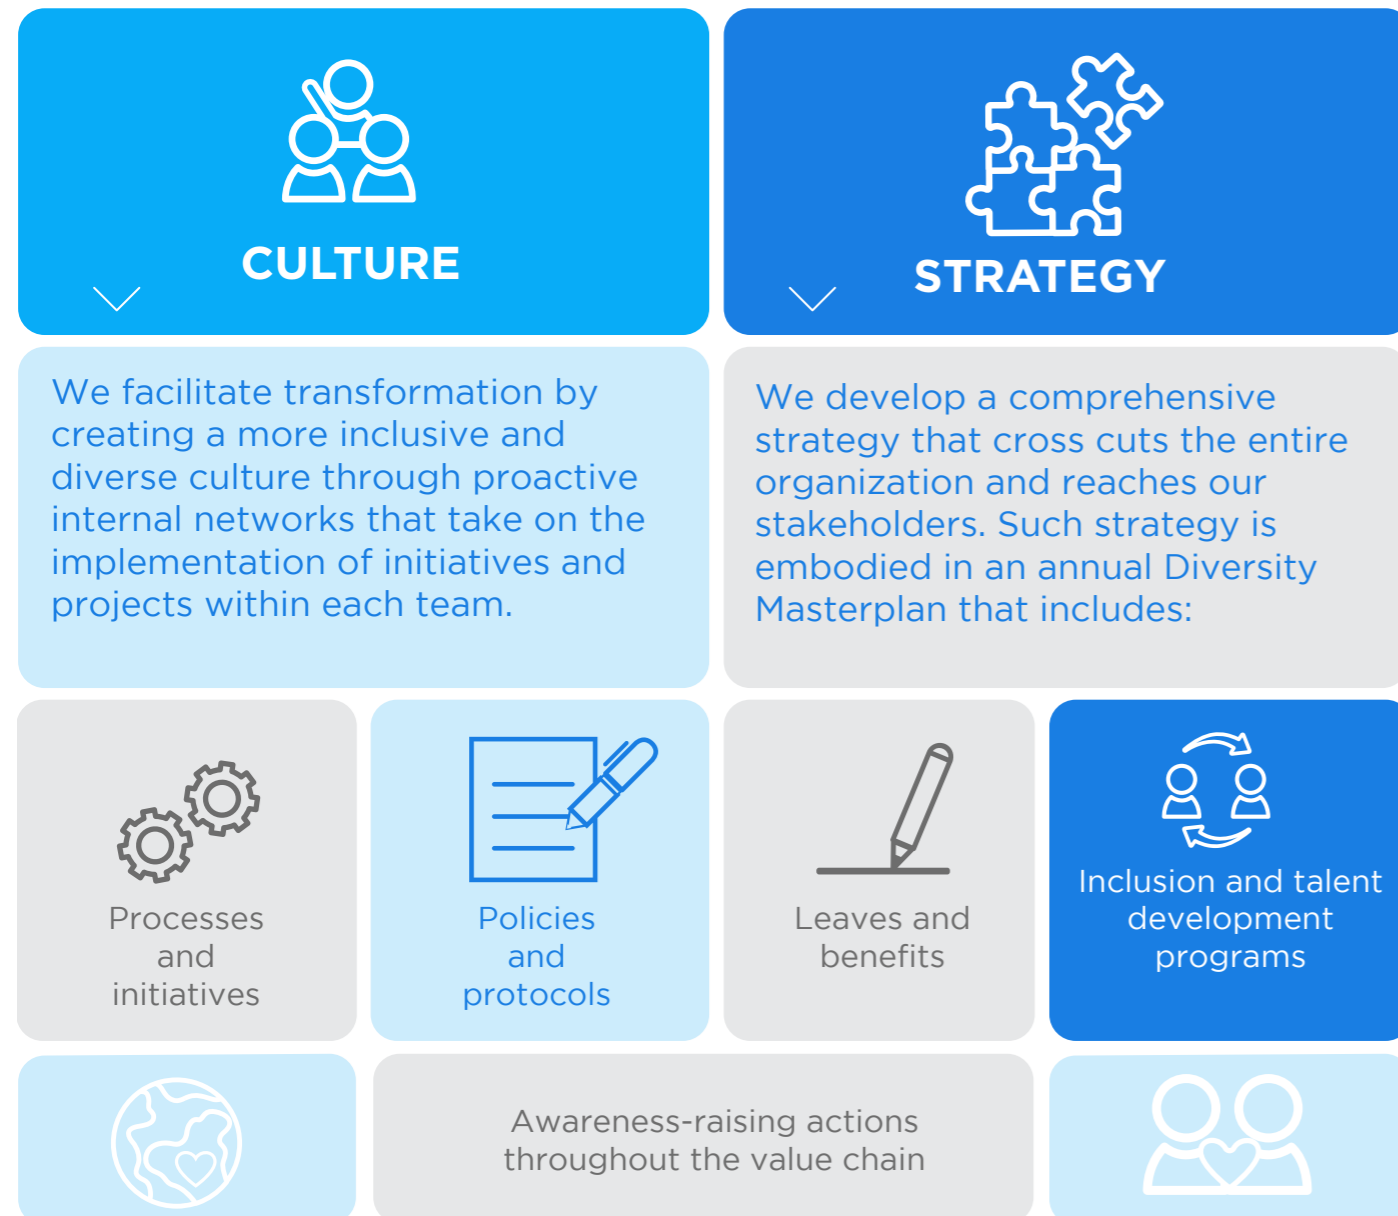 CULTURE
We facilitate transformation by
creating a more inclusive and
diverse culture through proactive
internal networks that take on the
implementation of initiatives and
projects within each team.
STRATEGY
We develop a comprehensive
strategy that cross cuts the entire
organization and reaches our
stakeholders. Such strategy is
embodied in an annual Diversity
Masterplan that includes:
Processes
and
initiatives
Policies
and
protocols
Leaves and
benefits
Inclusion and talent
development
programs
Awareness-raising actions
throughout the value chain